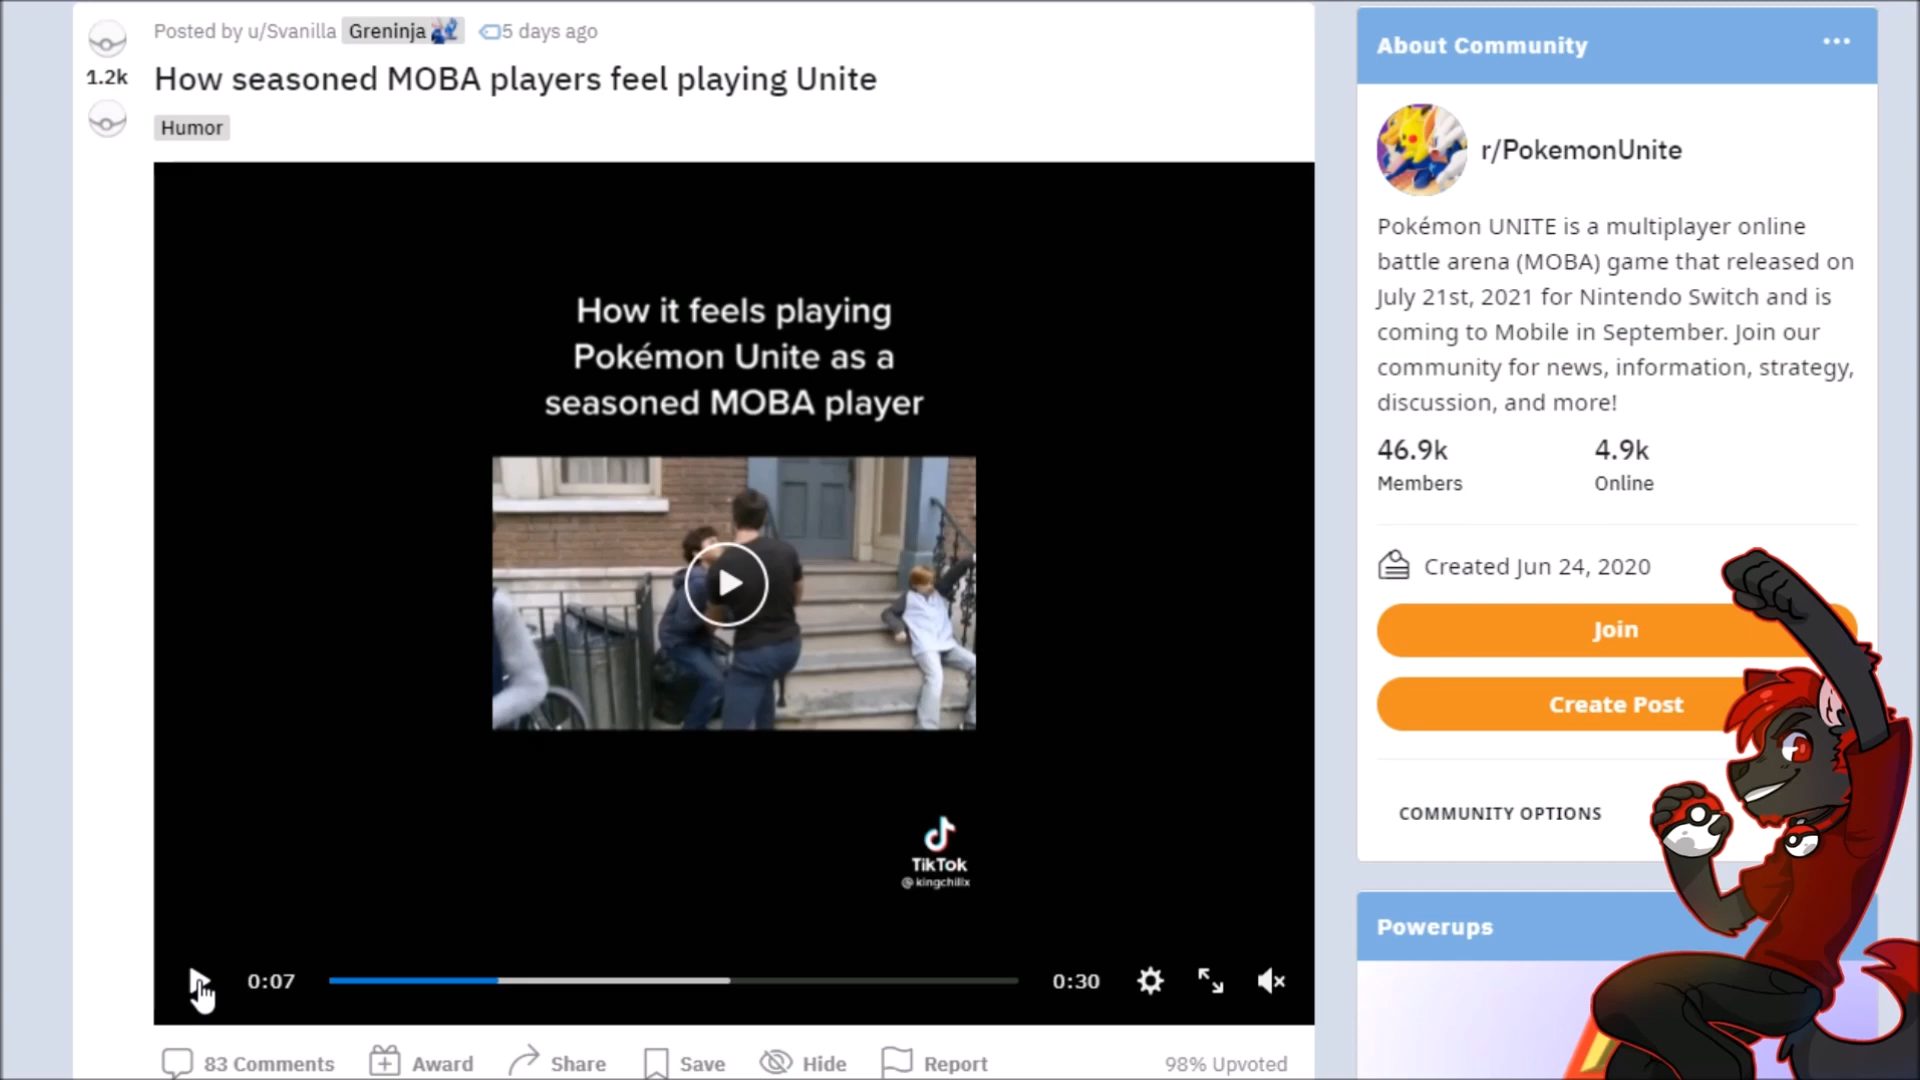 Posted by u/Svanilla Greninja 5 days ago
1.2k
How seasoned MOBA players feel playing Unite
Humor
How it feels playing
Pokémon Unite as a
seasoned MOBA player
TikTok
@kingchillx
0:07
0:30
83 Comments
Award
Share
Save
Hide
Report
98% Upvoted
About Community
r/PokemonUnite
Pokémon UNITE is a multiplayer online
battle arena (MOBA) game that released on
July 21st, 2021 for Nintendo Switch and is
coming to Mobile in September. Join our
community for news, information, strategy,
discussion, and more!
46.9k
Members
4.9k
Online
Created Jun 24, 2020
Join
Create Post
COMMUNITY OPTIONS
Powerups